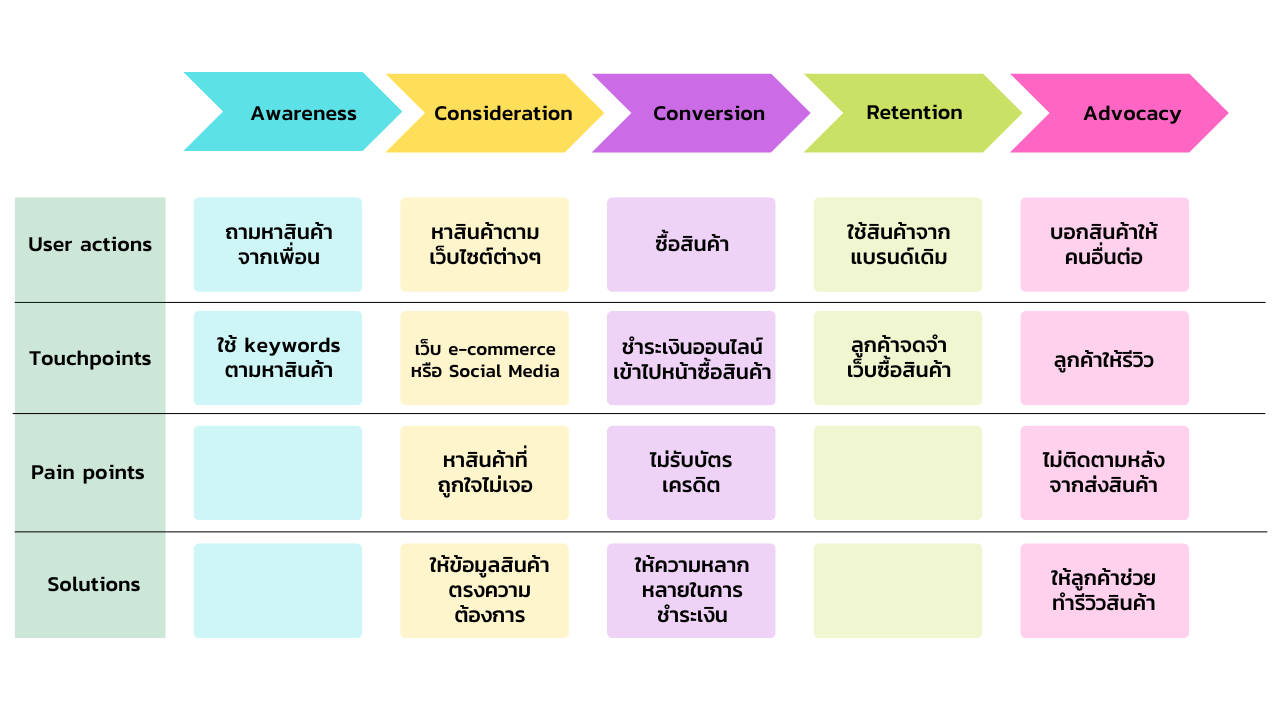 Awareness
Consideration
Conversion
Retention
Advocacy
User actions
ถามหาสินค้า
จากเพื่อน
หาสินค้าตาม
เว็บไซต์ต่างๆ
ซื้อสินค้า
ใช้สินค้าจาก
แบรนด์เดิม
บอกสินค้าให้
คนอื่นต่อ
Touchpoints
ใช้ keywords
ตามหาสินค้า
เว็บ e-commerce
หรือ Social Media
ชำระเงินออนไลน์
เข้าไปหน้าซื้อสินค้า
ลูกค้าจดจำ
เว็บซื้อสินค้า
ลูกค้าให้รีวิว
Pain points
หาสินค้าที่
ถูกใจไม่เจอ
ไม่รับบัตร
เครดิต
ไม่ติดตามหลัง
จากส่งสินค้า
Solutions
ให้ข้อมูลสินค้า
ตรงความ
ต้องการ
ให้ความหลาก
หลายในการ
ชำระเงิน
ให้ลูกค้าช่วย
ทำรีวิวสินค้า